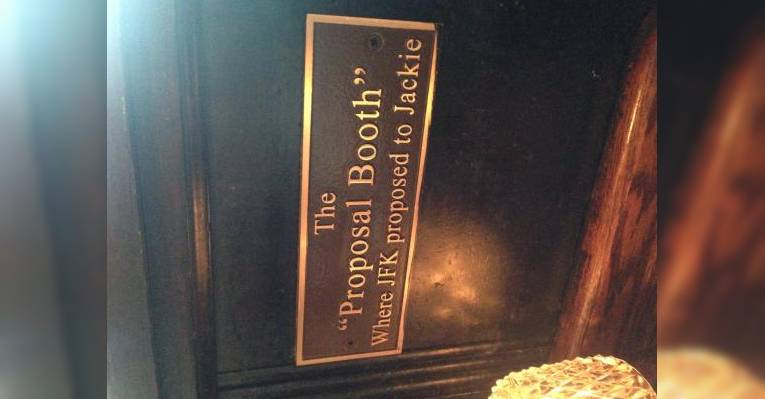 The
“Proposal Booth”
Where JFK proposed to Jackie